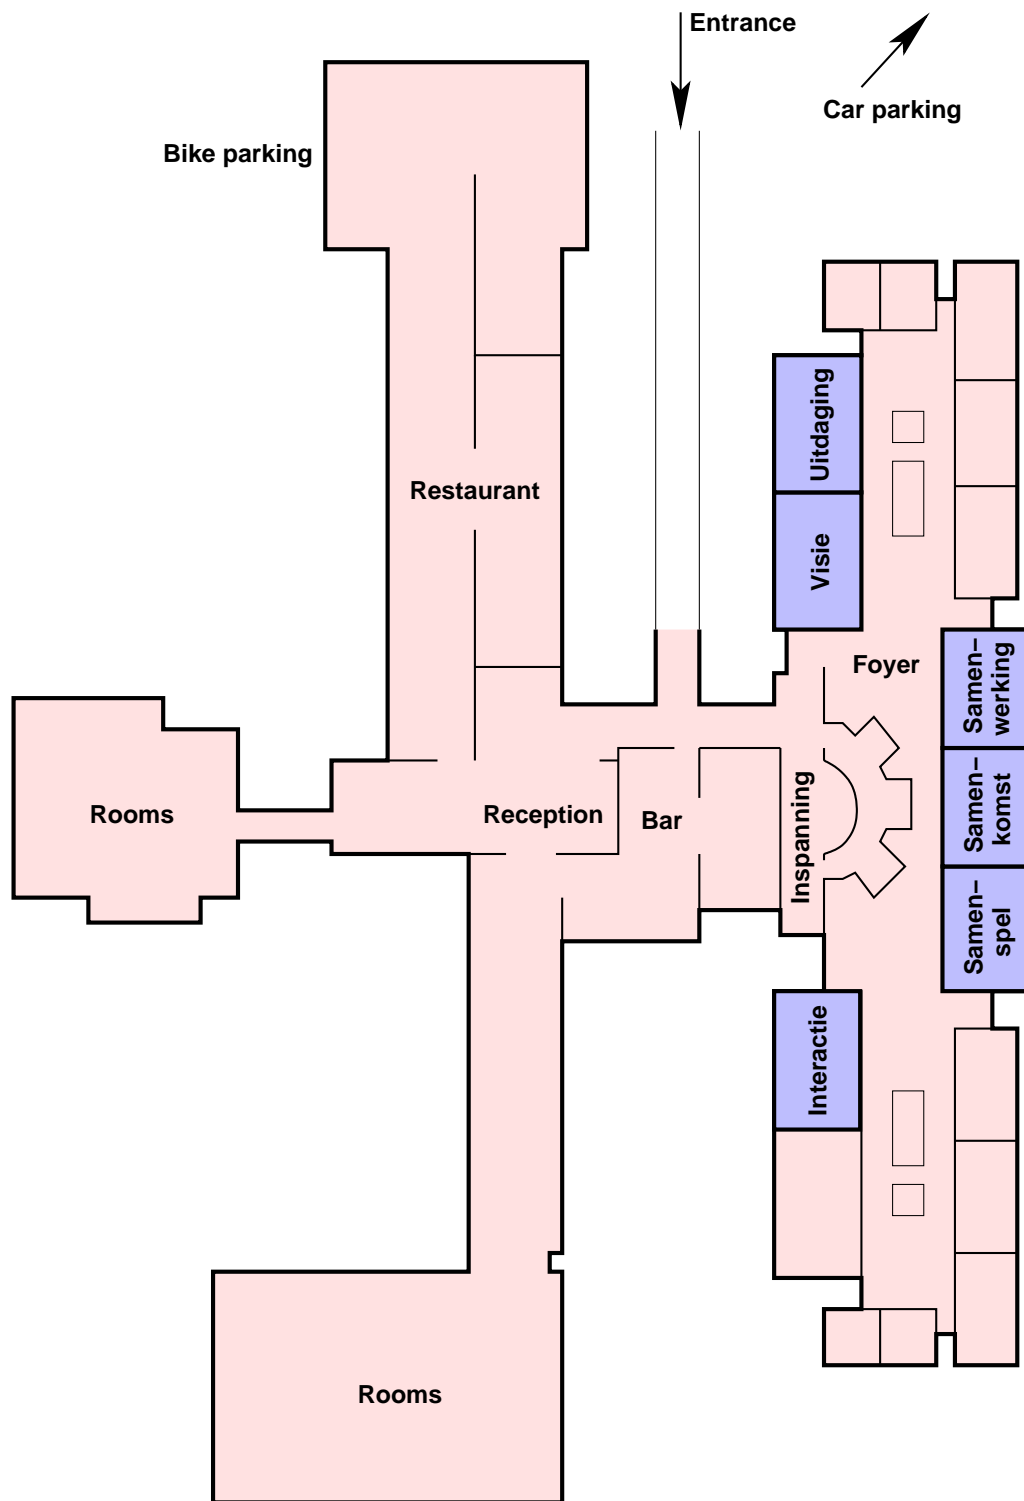 Entrance
Car parking
Bike parking
Uitdaging
Restaurant
Visie
Foyer
Samen–
werking
Rooms
Reception
Bar
Inspanning
Samen–
komst
Samen–
spel
Interactie
Rooms